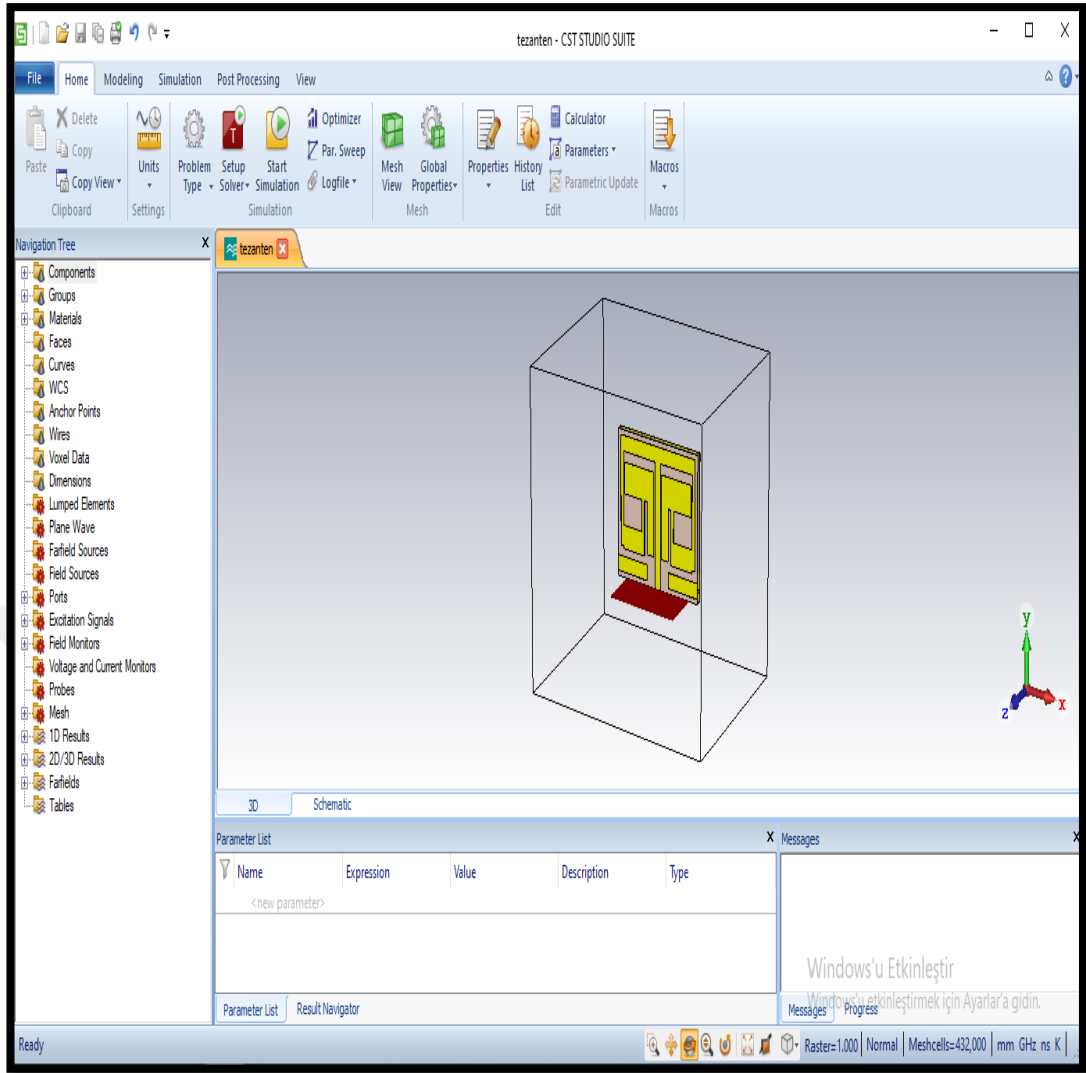 tezanten - CST STUDIO SUITE
File Home Modeling Simulation Post Processing View
Paste
Delete
Copy
Copy View
Clipboard
Units
Settings
Problem Type
Setup Solver
Start Simulation
Optimizer
Par. Sweep
Logfile
Simulation
Mesh View
Global Properties
Mesh
Properties
History List
Calculator
Parameters
Parametric Update
Edit
Macros
Macros
Navigation Tree
Components
Groups
Materials
Faces
Curves
WCS
Anchor Points
Wires
Voxel Data
Dimensions
Lumped Elements
Plane Wave
Farfield Sources
Field Sources
Ports
Excitation Signals
Field Monitors
Voltage and Current Monitors
Probes
Mesh
1D Results
2D/3D Results
Farfields
Tables
tezanten
y
x
z
3D Schematic
Parameter List
Name Expression Value Description Type
<new parameter>
Parameter List Result Navigator
Messages
Windows'u Etkinleştir
Windows'u etkinleştirmek için Ayarlar'a gidin.
Messages Progress
Ready
Raster=1.000 Normal Meshcells=432,000 mm GHz ns K